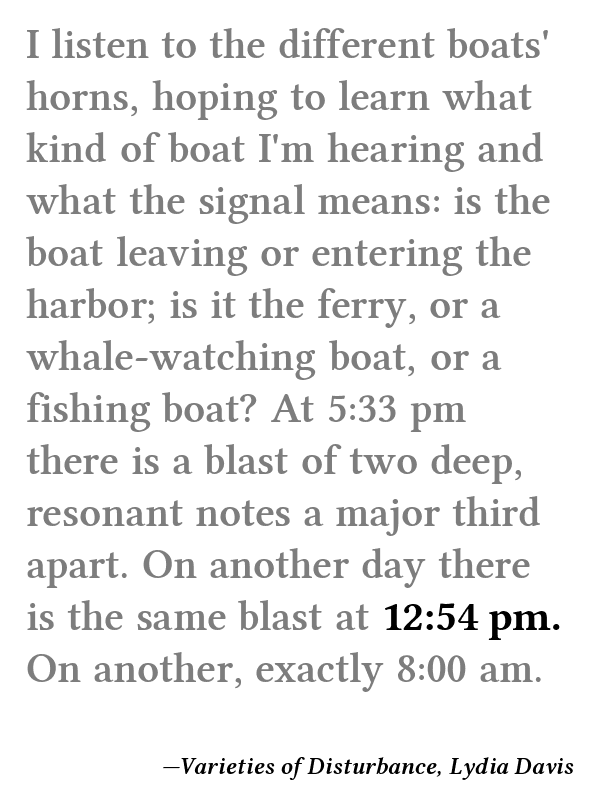 I listen to the different boats'
horns, hoping to learn what
kind of boat I'm hearing and
what the signal means: is the
boat leaving or entering the
harbor; is it the ferry, or a
whale-watching boat, or a
fishing boat? At 5:33 pm
there is a blast of two deep,
resonant notes a major third
apart. On another day there
is the same blast at 12:54 pm.
On another, exactly 8:00 am.
—Varieties of Disturbance, Lydia Davis